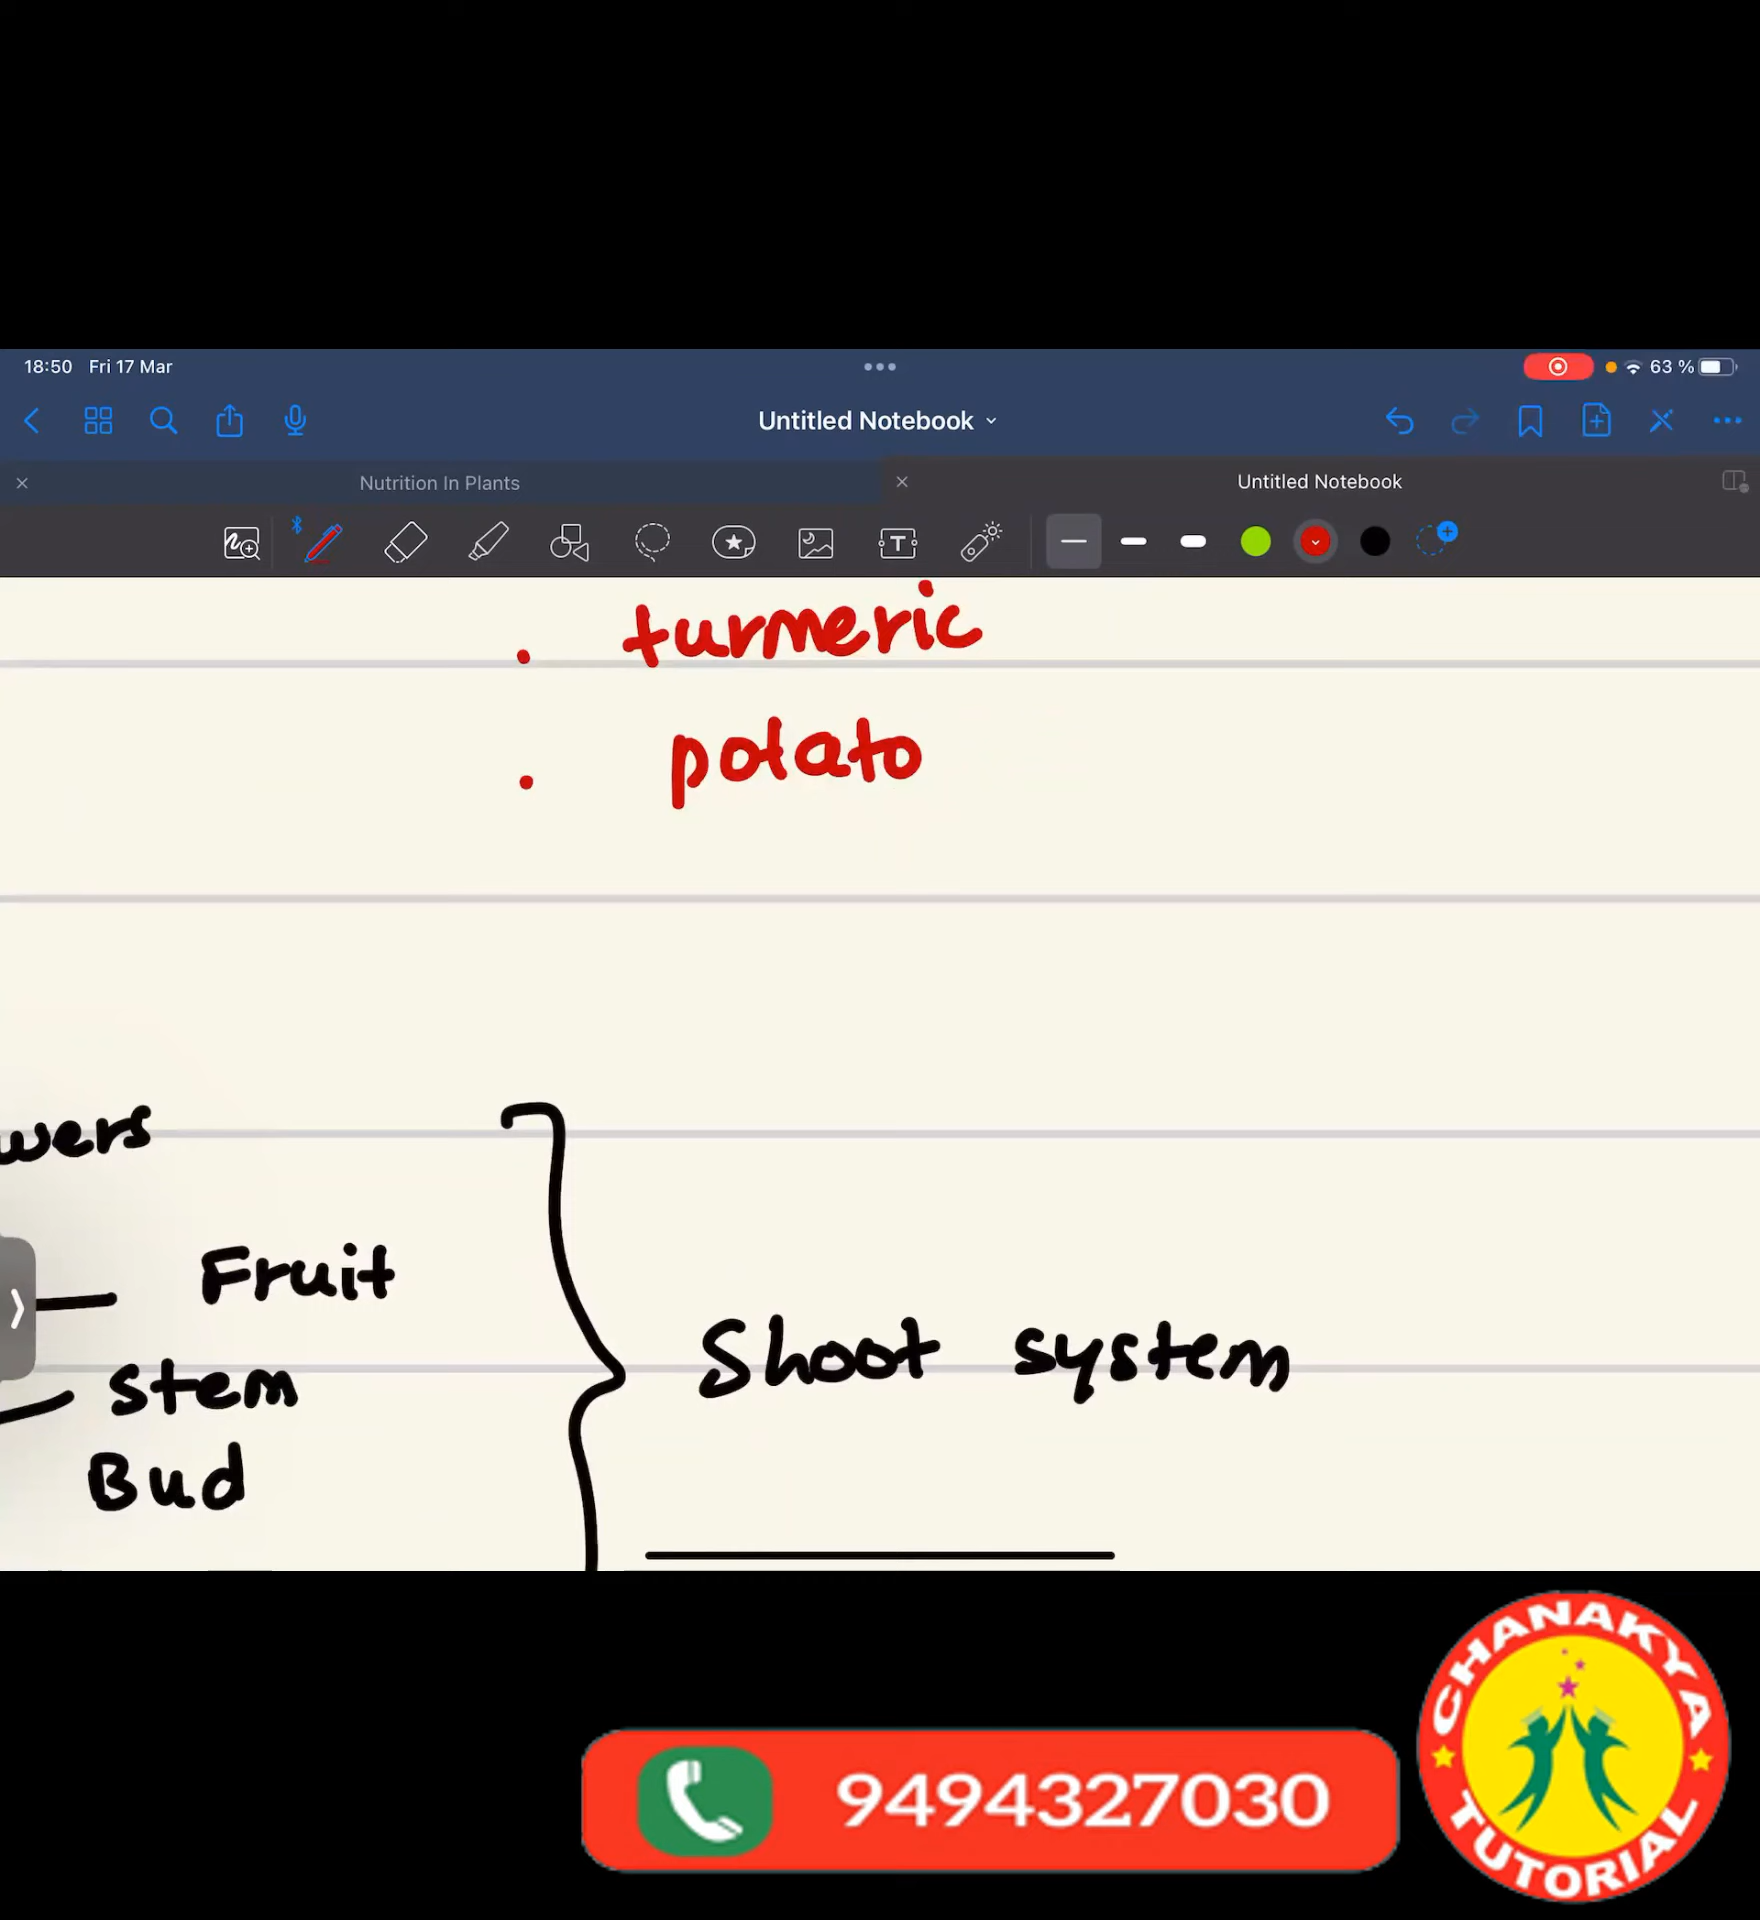 18:50 Fri 17 Mar
63 %
Untitled Notebook
Nutrition In Plants
Untitled Notebook
T
. turmeric
. potato
wers
Fruit
Stem
Bud
Shoot system
9494327030
CHANAKYA
TUTORIAL